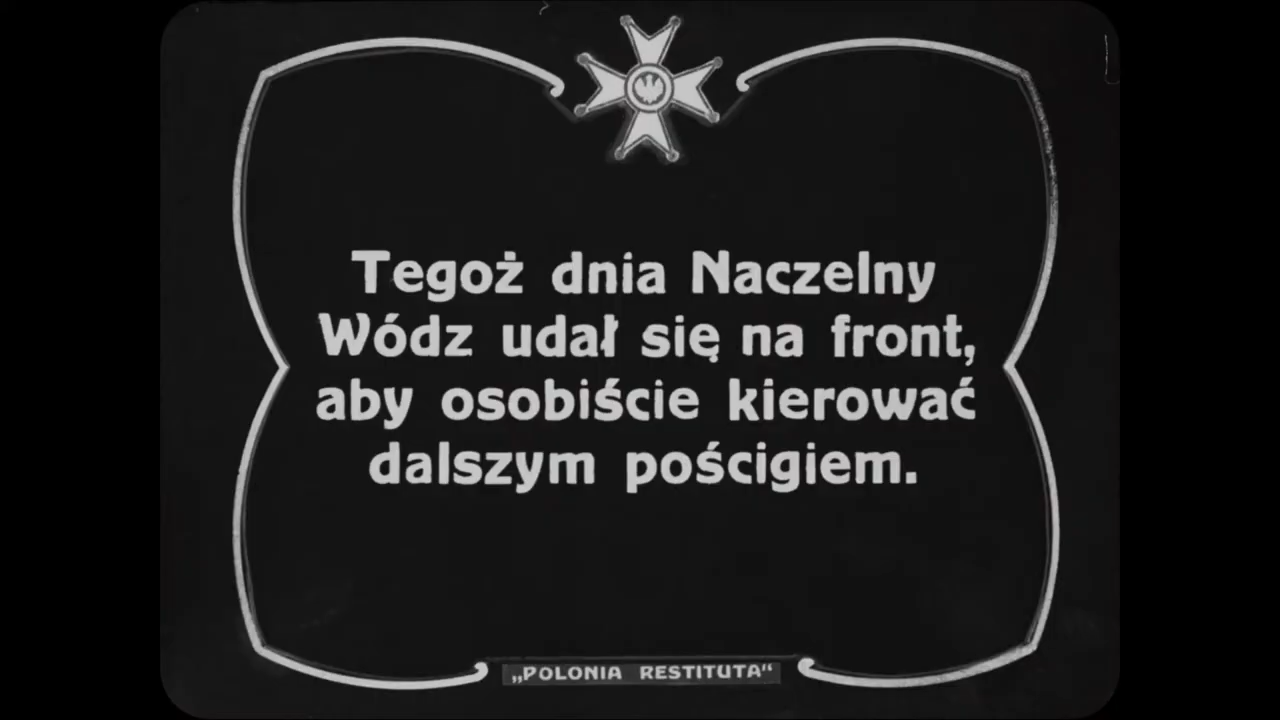 Tegoż dnia Naczelny
Wódz udał się na front,
aby osobiście kierować
dalszym pościgiem.
„POLONIA RESTITUTA“